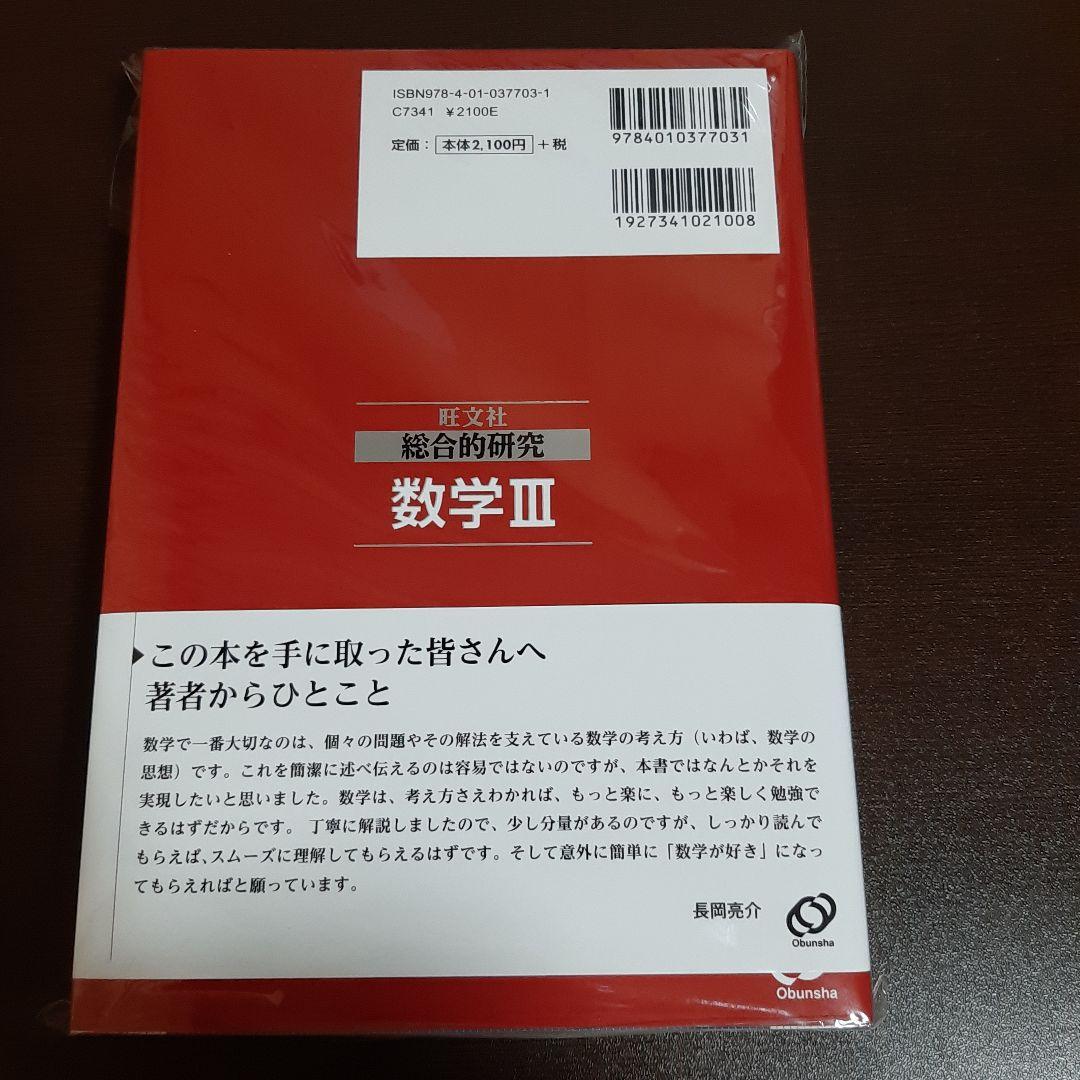 ISBN978-4-01-037703-1
C7341 ¥2100E
定価：本体2,100円＋税
9784010377031
1927341021008
旺文社
総合的研究
数学Ⅲ
▶この本を手に取った皆さんへ
著者からひとこと
数学で一番大切なのは、個々の問題やその解法を支えている数学の考え方（いわば、数学の
思想）です。これを簡潔に述べ伝えるのは容易ではないのですが、本書ではなんとかそれを
実現したいと思いました。数学は、考え方さえわかれば、もっと楽に、もっと楽しく勉強で
きるはずだからです。丁寧に解説しましたので、少し分量があるのですが、しっかり読んで
もらえば、スムーズに理解してもらえるはずです。そして意外に簡単に「数学が好き」になっ
てもらえればと願っています。
長岡亮介
Obunsha
Obunsha